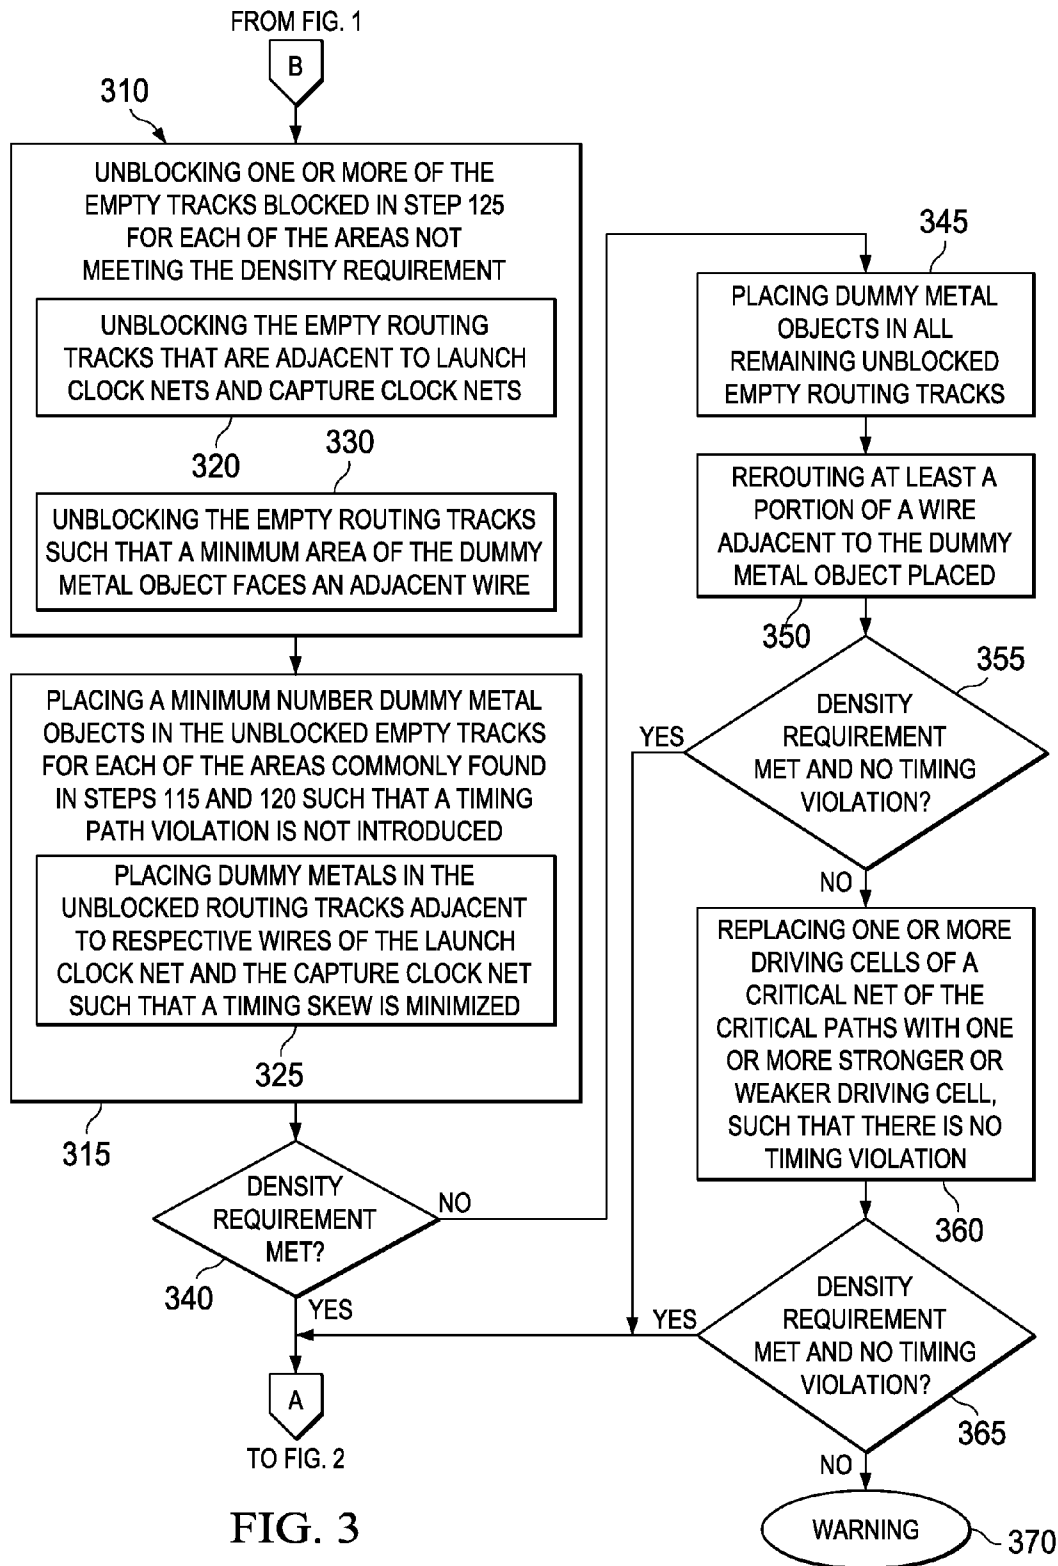 FROM FIG. 1
B
310
UNBLOCKING ONE OR MORE OF THE
EMPTY TRACKS BLOCKED IN STEP 125
FOR EACH OF THE AREAS NOT
MEETING THE DENSITY REQUIREMENT
UNBLOCKING THE EMPTY ROUTING
TRACKS THAT ARE ADJACENT TO LAUNCH
CLOCK NETS AND CAPTURE CLOCK NETS
320
330
UNBLOCKING THE EMPTY ROUTING TRACKS
SUCH THAT A MINIMUM AREA OF THE DUMMY
METAL OBJECT FACES AN ADJACENT WIRE
PLACING A MINIMUM NUMBER DUMMY METAL
OBJECTS IN THE UNBLOCKED EMPTY TRACKS
FOR EACH OF THE AREAS COMMONLY FOUND
IN STEPS 115 AND 120 SUCH THAT A TIMING
PATH VIOLATION IS NOT INTRODUCED
PLACING DUMMY METALS IN THE
UNBLOCKED ROUTING TRACKS ADJACENT
TO RESPECTIVE WIRES OF THE LAUNCH
CLOCK NET AND THE CAPTURE CLOCK NET
SUCH THAT A TIMING SKEW IS MINIMIZED
325
315
DENSITY
REQUIREMENT
MET?
NO
340
YES
A
TO FIG. 2
345
PLACING DUMMY METAL
OBJECTS IN ALL
REMAINING UNBLOCKED
EMPTY ROUTING TRACKS
REROUTING AT LEAST A
PORTION OF A WIRE
ADJACENT TO THE DUMMY
METAL OBJECT PLACED
350
355
DENSITY
REQUIREMENT
MET AND NO TIMING
VIOLATION?
YES
NO
REPLACING ONE OR MORE
DRIVING CELLS OF A
CRITICAL NET OF THE
CRITICAL PATHS WITH ONE
OR MORE STRONGER OR
WEAKER DRIVING CELL,
SUCH THAT THERE IS NO
TIMING VIOLATION
360
DENSITY
REQUIREMENT
MET AND NO TIMING
VIOLATION?
YES
365
NO
WARNING
370
FIG. 3